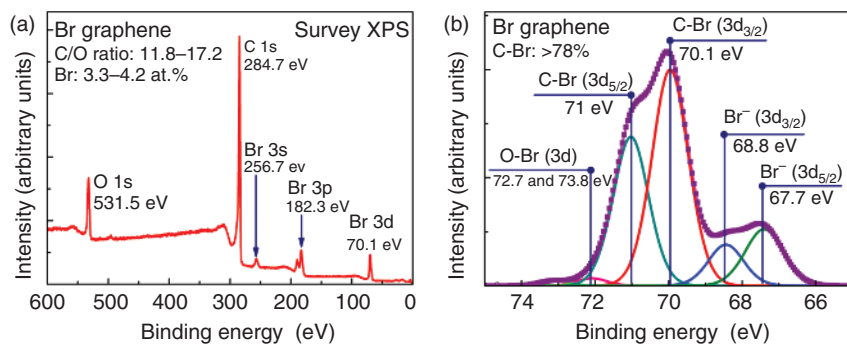 (a)
Br graphene
Survey XPS
C/O ratio: 11.8–17.2
Br: 3.3–4.2 at.%
C 1s
284.7 eV
O 1s
531.5 eV
Br 3s
256.7 ev
Br 3p
182.3 eV
Br 3d
70.1 eV
Intensity (arbitrary units)
600 500 400 300 200 100 0
Binding energy (eV)
(b)
Br graphene
C-Br: >78%
C-Br (3d3/2)
70.1 eV
C-Br (3d5/2)
71 eV
Br– (3d3/2)
68.8 eV
O-Br (3d)
72.7 and 73.8 eV
Br– (3d5/2)
67.7 eV
Intensity (arbitrary units)
74 72 70 68 66
Binding energy (eV)